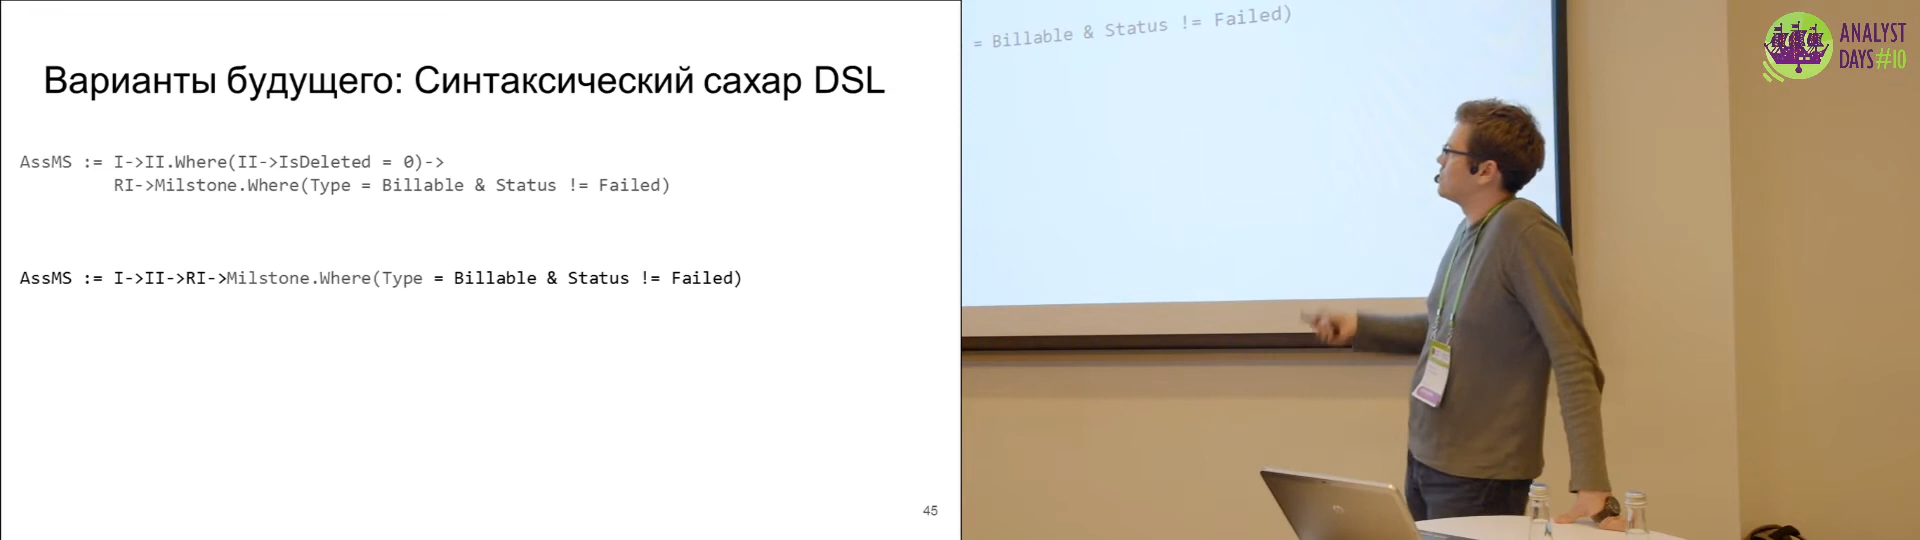 Варианты будущего: Синтаксический сахар DSL
AssMS := I->II.Where(II->IsDeleted = 0)->
RI->Milstone.Where(Type = Billable & Status != Failed)
AssMS := I->II->RI->Milstone.Where(Type = Billable & Status != Failed)
45
= Billable & Status != Failed)
ANALYST
DAYS#10